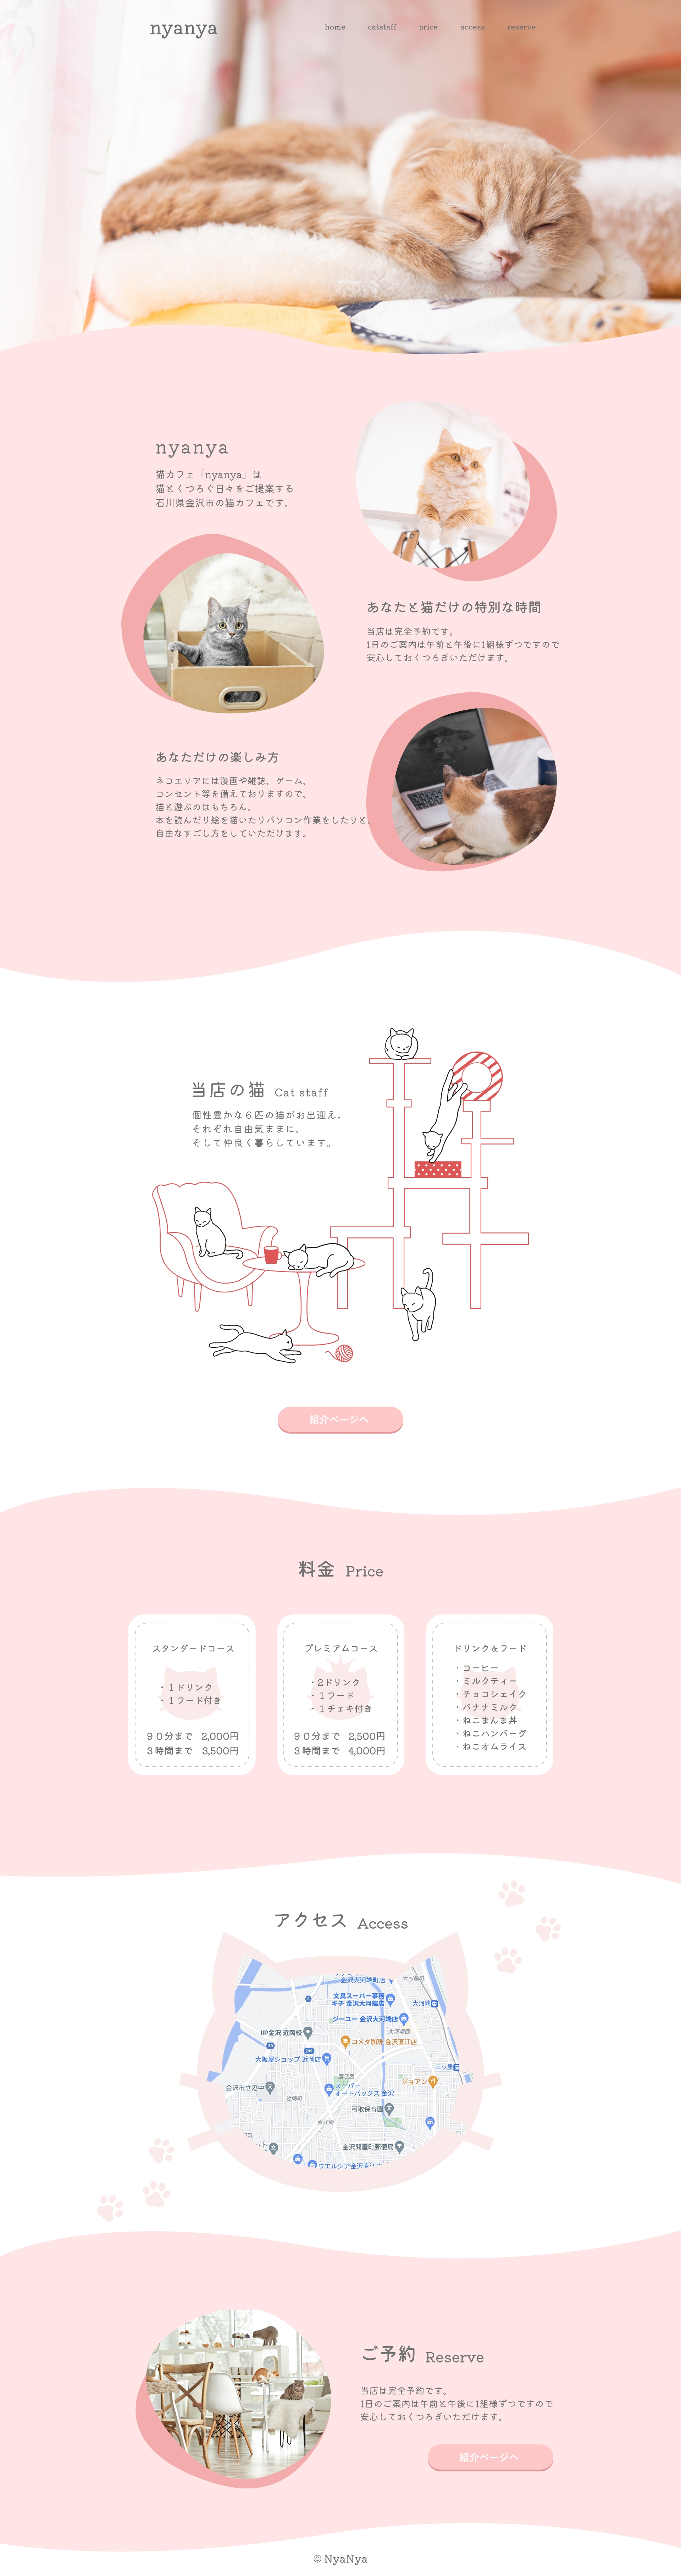 nyanya
home catstaff price access reserve
nyanya
猫カフェ「nyanya」は
猫とくつろぐ日々をご提案する
石川県金沢市の猫カフェです。
あなたと猫だけの特別な時間
当店は完全予約です。
1日のご案内は午前と午後に1組様ずつですので
安心しておくつろぎいただけます。
あなただけの楽しみ方
ネコエリアには漫画や雑誌、ゲーム、
コンセント等を備えておりますので、
猫と遊ぶのはもちろん、
本を読んだり絵を描いたりパソコン作業をしたりと、
自由なすごし方をしていただけます。
当店の猫 Cat staff
個性豊かな６匹の猫がお出迎え。
それぞれ自由気ままに、
そして仲良く暮らしています。
紹介ページへ
料金 Price
スタンダードコース
・１ドリンク
・１フード付き
９０分まで 2,000円
３時間まで 3,500円
プレミアムコース
・2ドリンク
・１フード
・１チェキ付き
９０分まで 2,500円
３時間まで 4,000円
ドリンク＆フード
・コーヒー
・ミルクティー
・チョコシェイク
・バナナミルク
・ねこまんま丼
・ねこハンバーグ
・ねこオムライス
アクセス Access
金沢大河端町店
大河端町
文具スーパー事務
キチ 金沢大河端店
大河端
ジーユー 金沢大河端店
大河端西
IIP金沢 近岡校
コメダ珈琲 金沢直江店
大阪屋ショップ 近岡店
三ッ屋
直江西
ジョアン
金沢市立港中
スーパー
オートバックス 金沢
近岡町
弓取保育園
直江南
金沢問屋町郵便局
ウエルシア金沢直江店
ご予約 Reserve
当店は完全予約です。
1日のご案内は午前と午後に1組様ずつですので
安心しておくつろぎいただけます。
紹介ページへ
© NyaNya